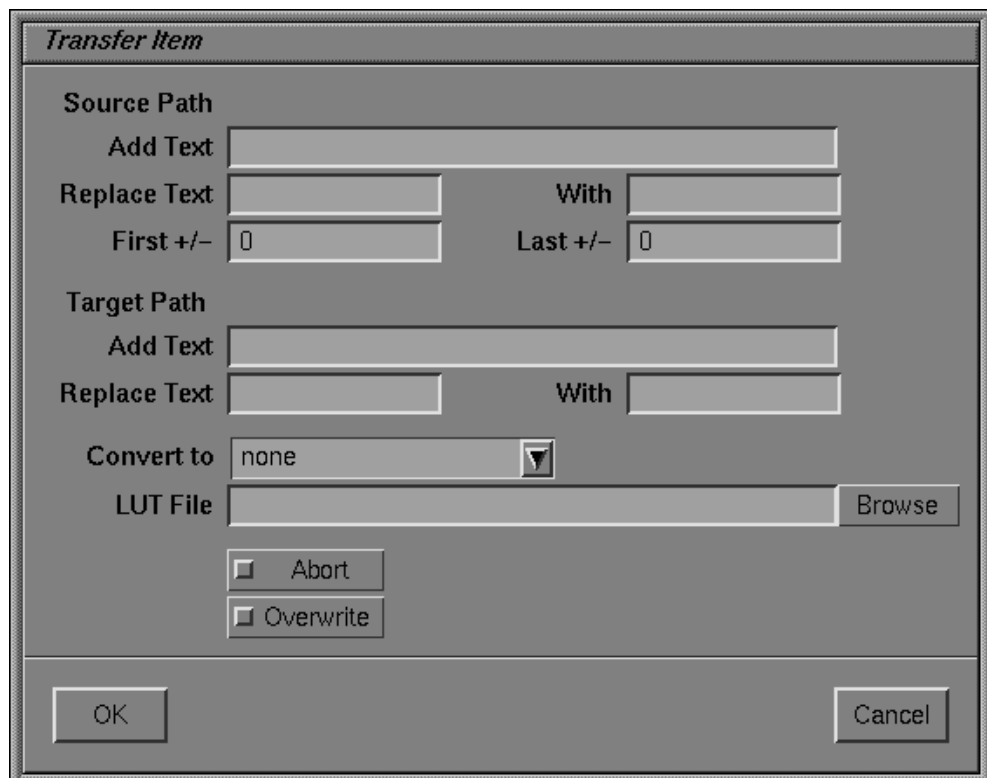 Transfer Item
Source Path
Add Text
Replace Text With
First +/- 0 Last +/- 0
Target Path
Add Text
Replace Text With
Convert to none
LUT File Browse
Abort
Overwrite
OK Cancel